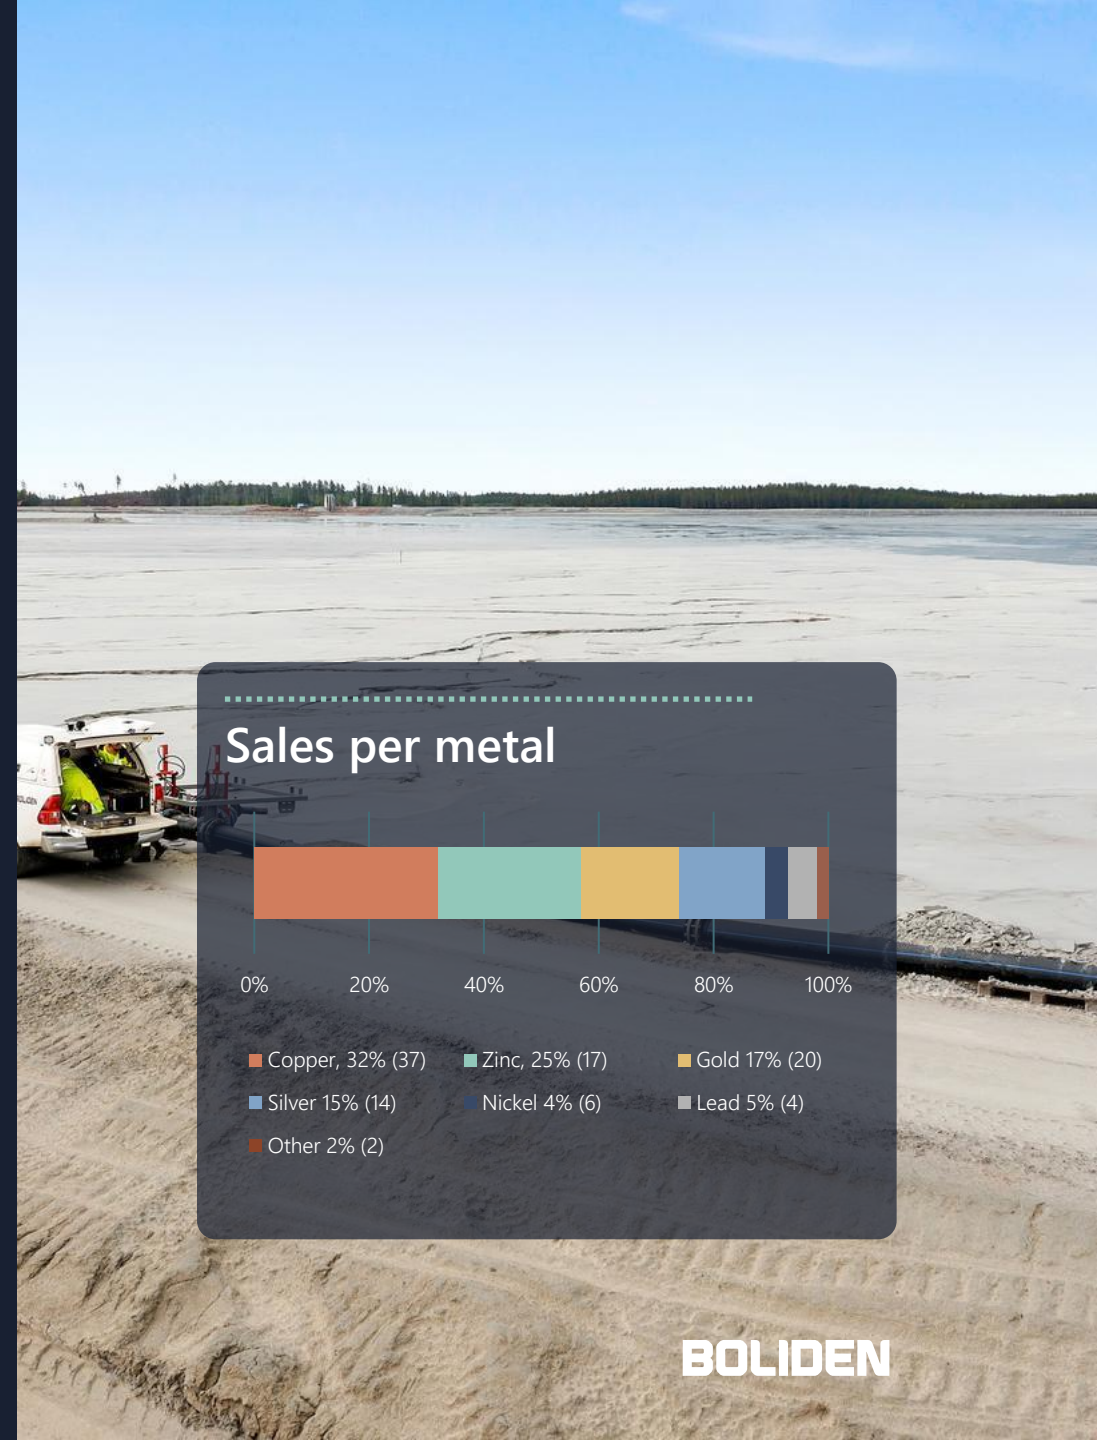 Sales per metal
0% 20% 40% 60% 80% 100%
Copper, 32% (37) Zinc, 25% (17) Gold 17% (20)
Silver 15% (14) Nickel 4% (6) Lead 5% (4)
Other 2% (2)
BOLIDEN
BOLIDEN